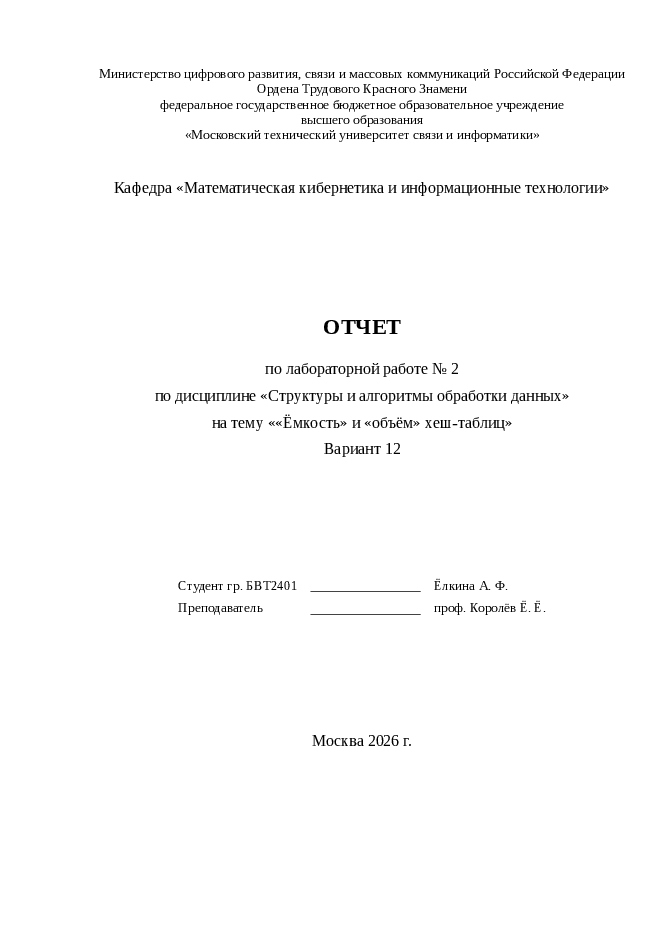 Министерство цифрового развития, связи и массовых коммуникаций Российской Федерации
Ордена Трудового Красного Знамени
федеральное государственное бюджетное образовательное учреждение
высшего образования
«Московский технический университет связи и информатики»
Кафедра «Математическая кибернетика и информационные технологии»
ОТЧЕТ
по лабораторной работе № 2
по дисциплине «Структуры и алгоритмы обработки данных»
на тему ««Ёмкость» и «объём» хеш-таблиц»
Вариант 12
Студент гр. БВТ2401 _________________ Ёлкина А. Ф.
Преподаватель _________________ проф. Королёв Ё. Ё.
Москва 2026 г.